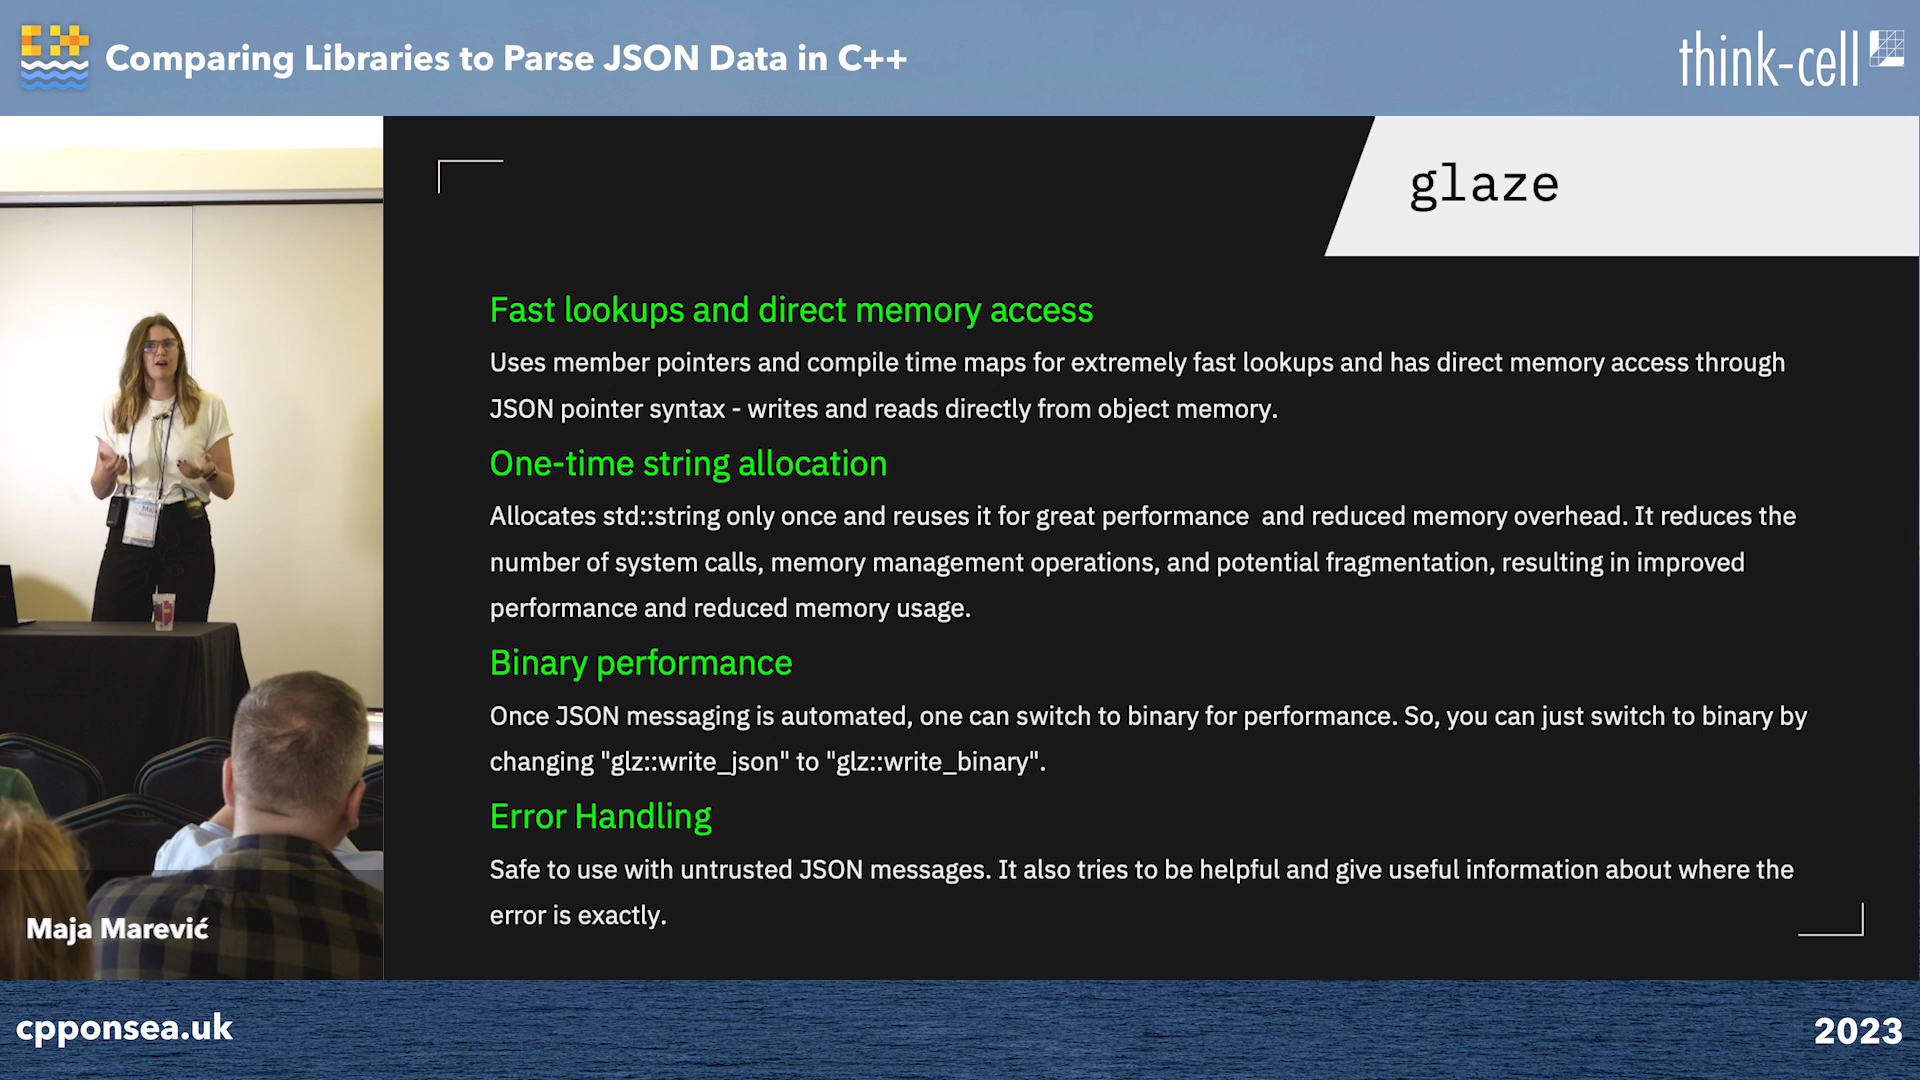 Comparing Libraries to Parse JSON Data in C++
think-cell
glaze
Fast lookups and direct memory access
Uses member pointers and compile time maps for extremely fast lookups and has direct memory access through
JSON pointer syntax - writes and reads directly from object memory.
One-time string allocation
Allocates std::string only once and reuses it for great performance  and reduced memory overhead. It reduces the
number of system calls, memory management operations, and potential fragmentation, resulting in improved
performance and reduced memory usage.
Binary performance
Once JSON messaging is automated, one can switch to binary for performance. So, you can just switch to binary by
changing "glz::write_json" to "glz::write_binary".
Error Handling
Safe to use with untrusted JSON messages. It also tries to be helpful and give useful information about where the
error is exactly.
Maja Marević
cpponsea.uk
2023